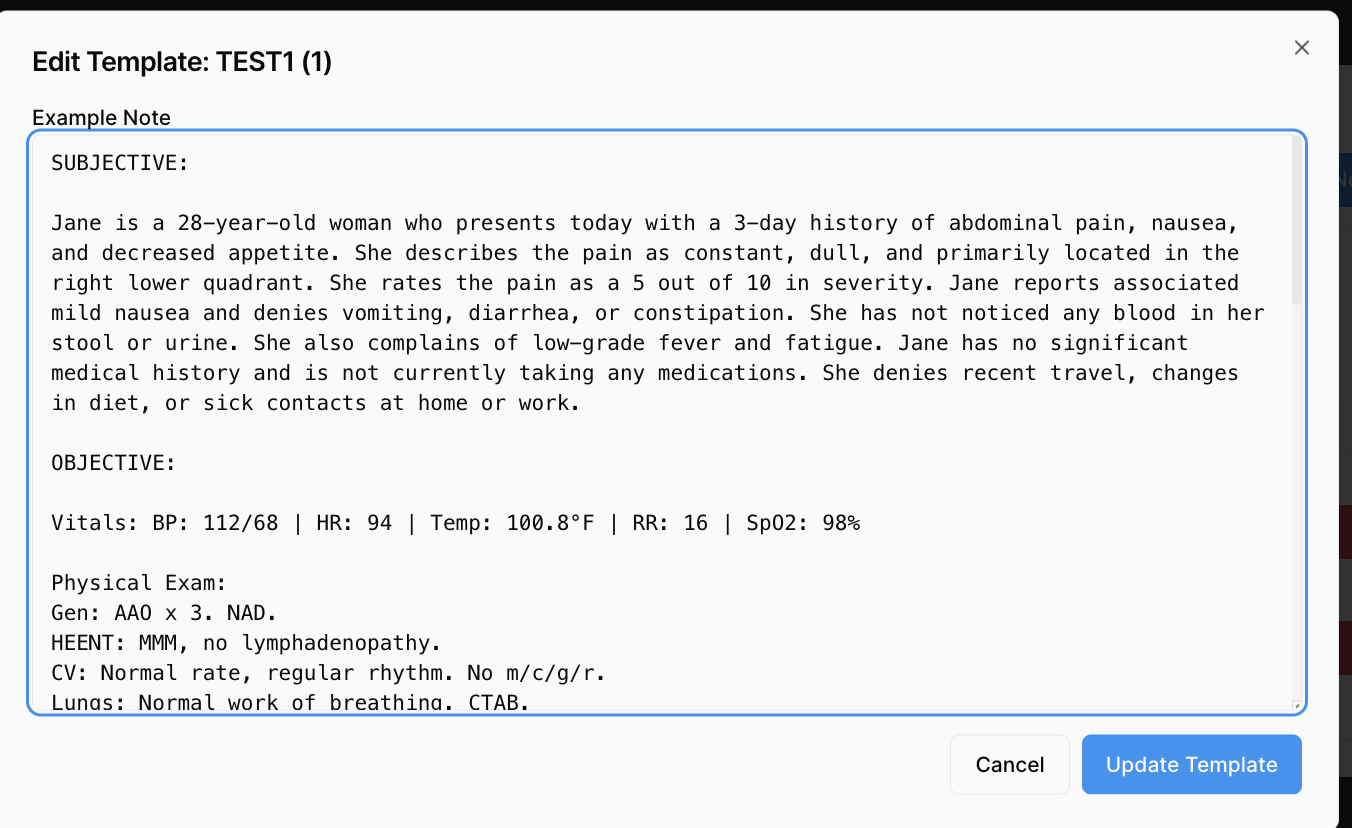 Edit Template: TEST1 (1)
Example Note
SUBJECTIVE:
Jane is a 28-year-old woman who presents today with a 3-day history of abdominal pain, nausea,
and decreased appetite. She describes the pain as constant, dull, and primarily located in the
right lower quadrant. She rates the pain as a 5 out of 10 in severity. Jane reports associated
mild nausea and denies vomiting, diarrhea, or constipation. She has not noticed any blood in her
stool or urine. She also complains of low-grade fever and fatigue. Jane has no significant
medical history and is not currently taking any medications. She denies recent travel, changes
in diet, or sick contacts at home or work.
OBJECTIVE:
Vitals: BP: 112/68 | HR: 94 | Temp: 100.8°F | RR: 16 | SpO2: 98%
Physical Exam:
Gen: AAO x 3. NAD.
HEENT: MMM, no lymphadenopathy.
CV: Normal rate, regular rhythm. No m/c/g/r.
Lungs: Normal work of breathing. CTAB.
Cancel
Update Template